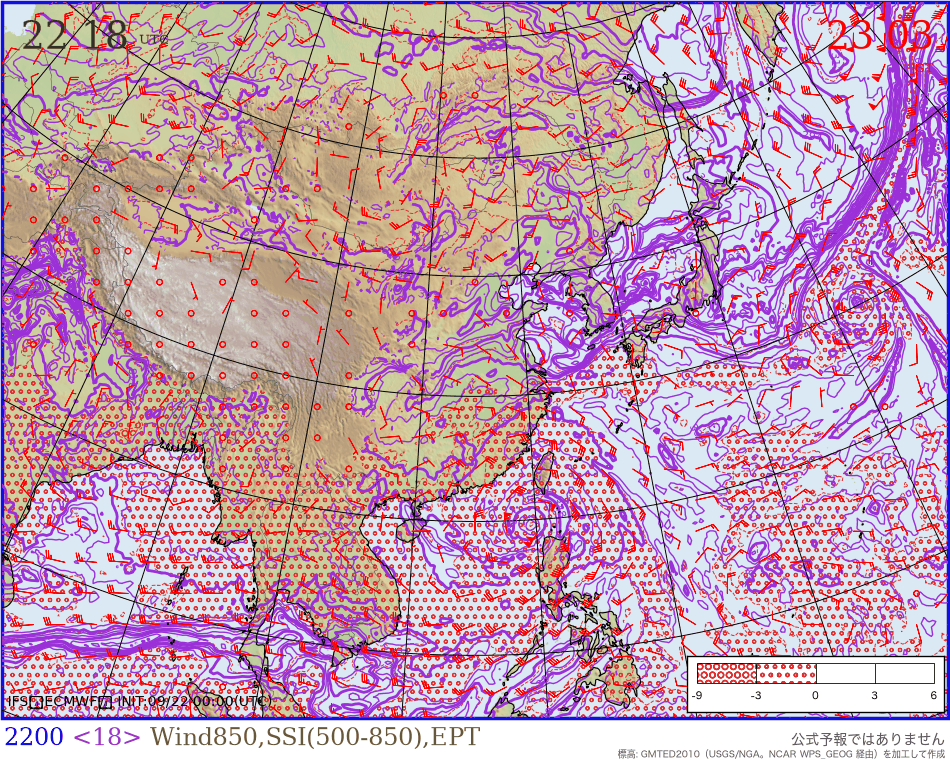 22 18 UTC 23 03
IFS ECMWF INIT 09/22 00:00(UTC)
-9 -3 0 3 6
2200 <18> Wind850,SSI(500-850),EPT
公式予報ではありません
標高: GMTED2010（USGS/NGA。NCAR WPS_GEOG 経由）を加工して作成